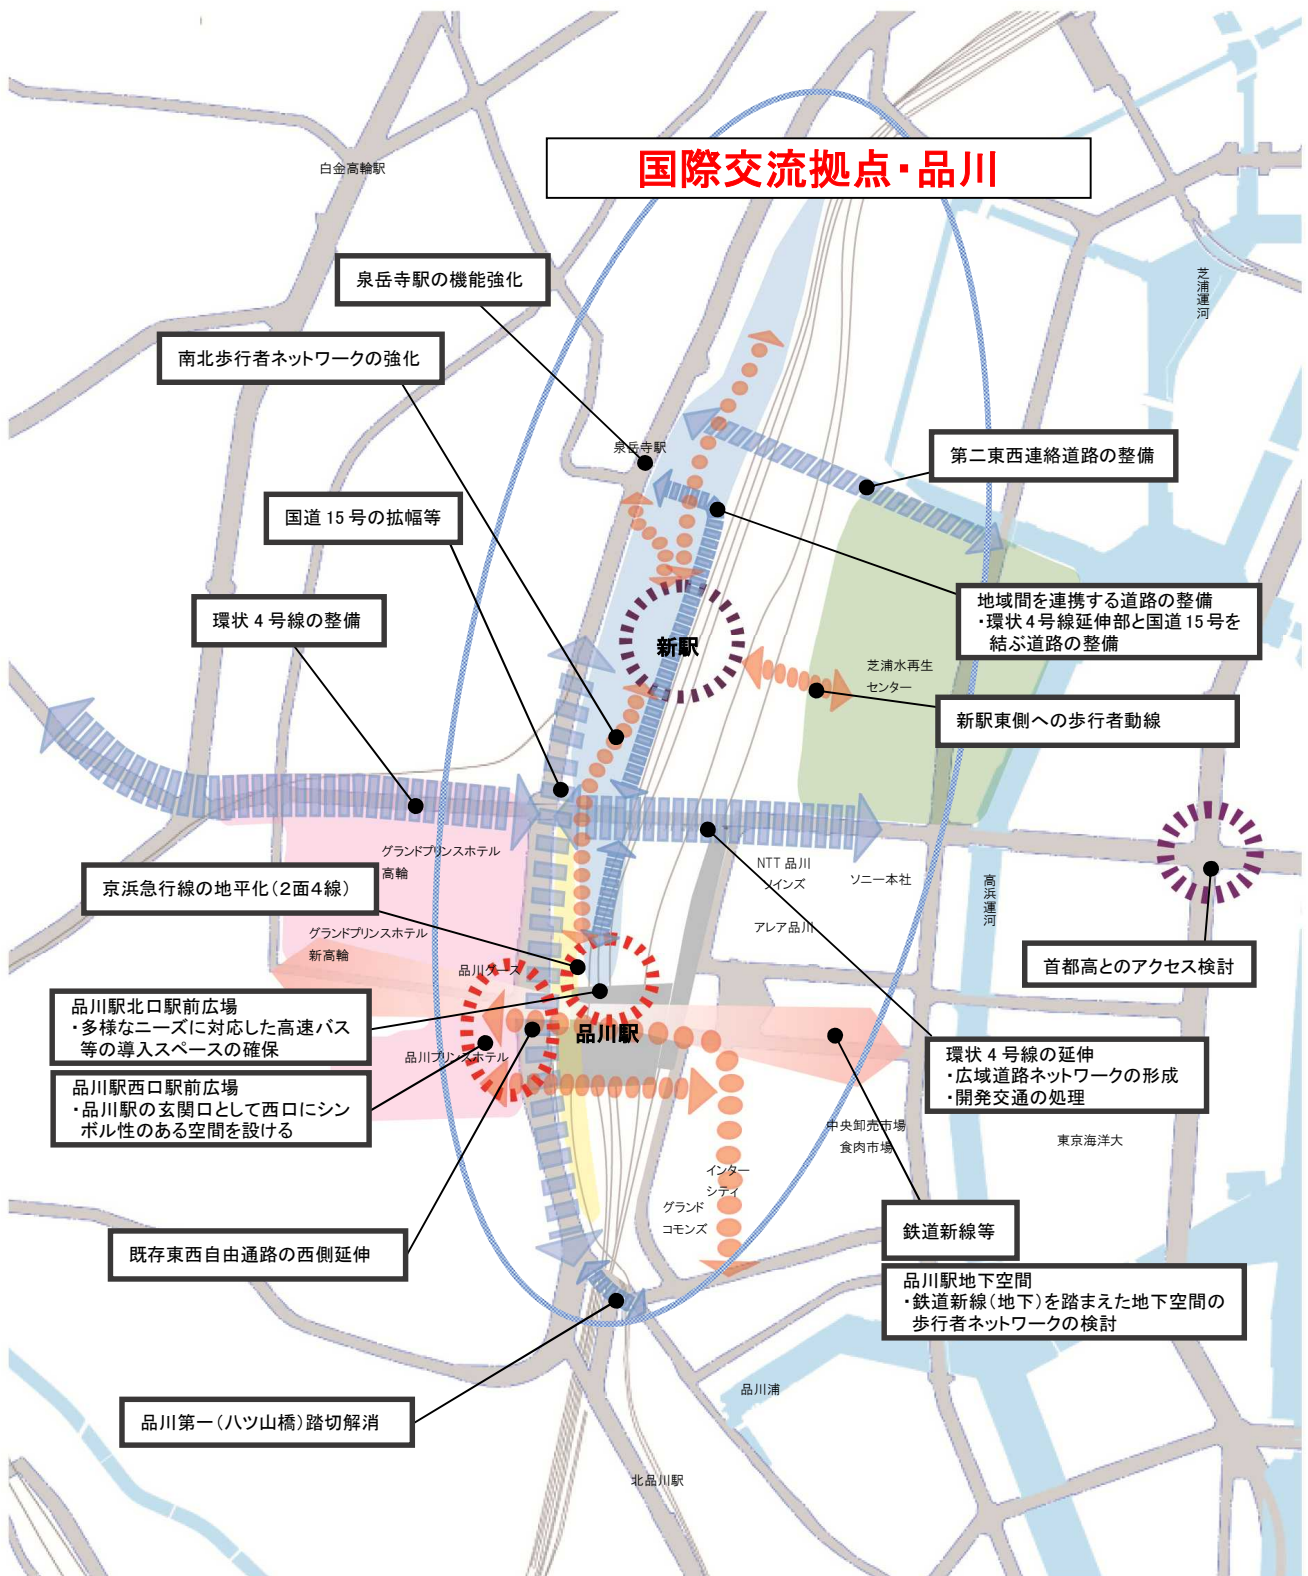 国際交流拠点・品川
白金高輪駅
芝浦運河
泉岳寺駅の機能強化
南北歩行者ネットワークの強化
泉岳寺駅
第二東西連絡道路の整備
国道15号の拡幅等
環状4号線の整備
地域間を連携する道路の整備
・環状4号線延伸部と国道15号を
結ぶ道路の整備
新駅
芝浦水再生
センター
新駅東側への歩行者動線
グランドプリンスホテル
高輪
NTT 品川
ソニー本社
高浜運河
京浜急行線の地平化(2面4線)
アレア品川
グランドプリンスホテル
新高輪
品川グース
首都高とのアクセス検討
品川駅北口駅前広場
・多様なニーズに対応した高速バス
等の導入スペースの確保
品川駅
品川プリンスホテル
環状4号線の延伸
・広域道路ネットワークの形成
・開発交通の処理
品川駅西口駅前広場
・品川駅の玄関口として西口にシン
ボル性のある空間を設ける
中央卸売市場
食肉市場
東京海洋大
インター
シティ
グランド
コモンズ
既存東西自由通路の西側延伸
鉄道新線等
品川駅地下空間
・鉄道新線(地下)を踏まえた地下空間の
歩行者ネットワークの検討
品川浦
品川第一(八ツ山橋)踏切解消
北品川駅